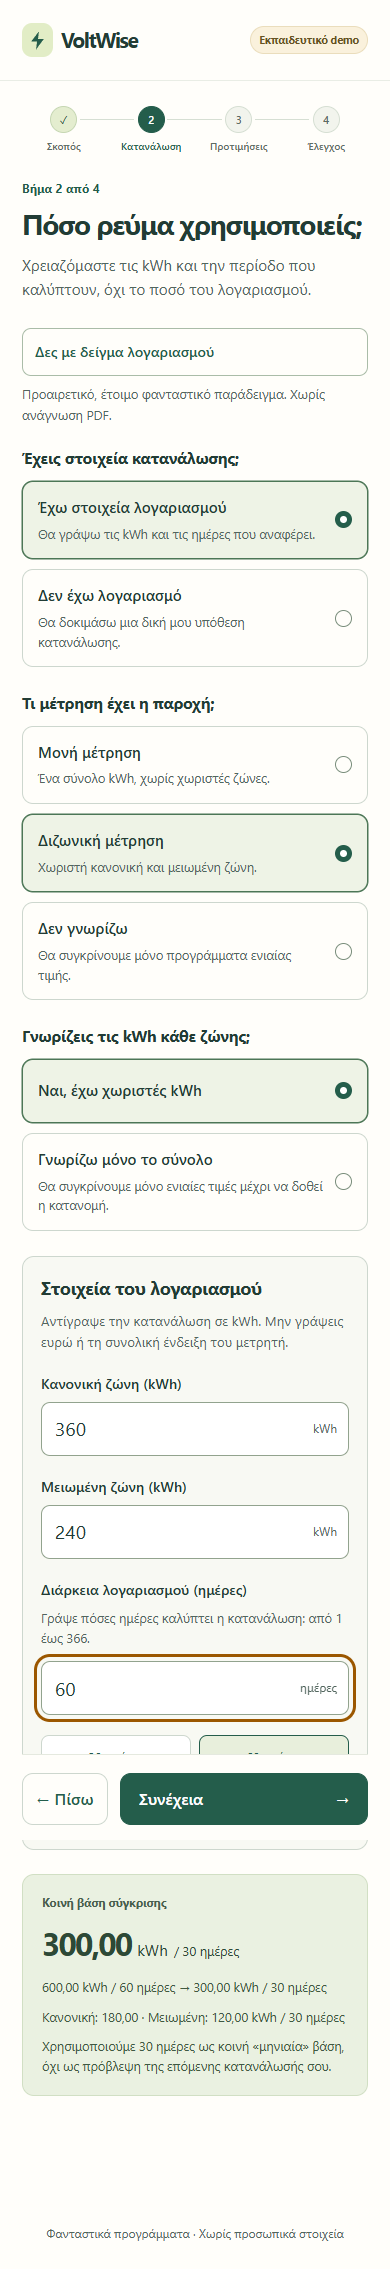 VoltWise
Εκπαιδευτικό demo
✓
2
3
4
Σκοπός
Κατανάλωση
Προτιμήσεις
Έλεγχος
Βήμα 2 από 4
Πόσο ρεύμα χρησιμοποιείς;
Χρειαζόμαστε τις kWh και την περίοδο που
καλύπτουν, όχι το ποσό του λογαριασμού.
Δες με δείγμα λογαριασμού
Προαιρετικό, έτοιμο φανταστικό παράδειγμα. Χωρίς
ανάγνωση PDF.
Έχεις στοιχεία κατανάλωσης;
Έχω στοιχεία λογαριασμού
Θα γράψω τις kWh και τις ημέρες που αναφέρει.
Δεν έχω λογαριασμό
Θα δοκιμάσω μια δική μου υπόθεση
κατανάλωσης.
Τι μέτρηση έχει η παροχή;
Μονή μέτρηση
Ένα σύνολο kWh, χωρίς χωριστές ζώνες.
Διζωνική μέτρηση
Χωριστή κανονική και μειωμένη ζώνη.
Δεν γνωρίζω
Θα συγκρίνουμε μόνο προγράμματα ενιαίας
τιμής.
Γνωρίζεις τις kWh κάθε ζώνης;
Ναι, έχω χωριστές kWh
Γνωρίζω μόνο το σύνολο
Θα συγκρίνουμε μόνο ενιαίες τιμές μέχρι να δοθεί
η κατανομή.
Στοιχεία του λογαριασμού
Αντίγραψε την κατανάλωση σε kWh. Μην γράψεις
ευρώ ή τη συνολική ένδειξη του μετρητή.
Κανονική ζώνη (kWh)
360 kWh
Μειωμένη ζώνη (kWh)
240 kWh
Διάρκεια λογαριασμού (ημέρες)
Γράψε πόσες ημέρες καλύπτει η κατανάλωση: από 1
έως 366.
60 ημέρες
← Πίσω
Συνέχεια →
Κοινή βάση σύγκρισης
300,00 kWh / 30 ημέρες
600,00 kWh / 60 ημέρες → 300,00 kWh / 30 ημέρες
Κανονική: 180,00 · Μειωμένη: 120,00 kWh / 30 ημέρες
Χρησιμοποιούμε 30 ημέρες ως κοινή «μηνιαία» βάση,
όχι ως πρόβλεψη της επόμενης κατανάλωσής σου.
Φανταστικά προγράμματα · Χωρίς προσωπικά στοιχεία